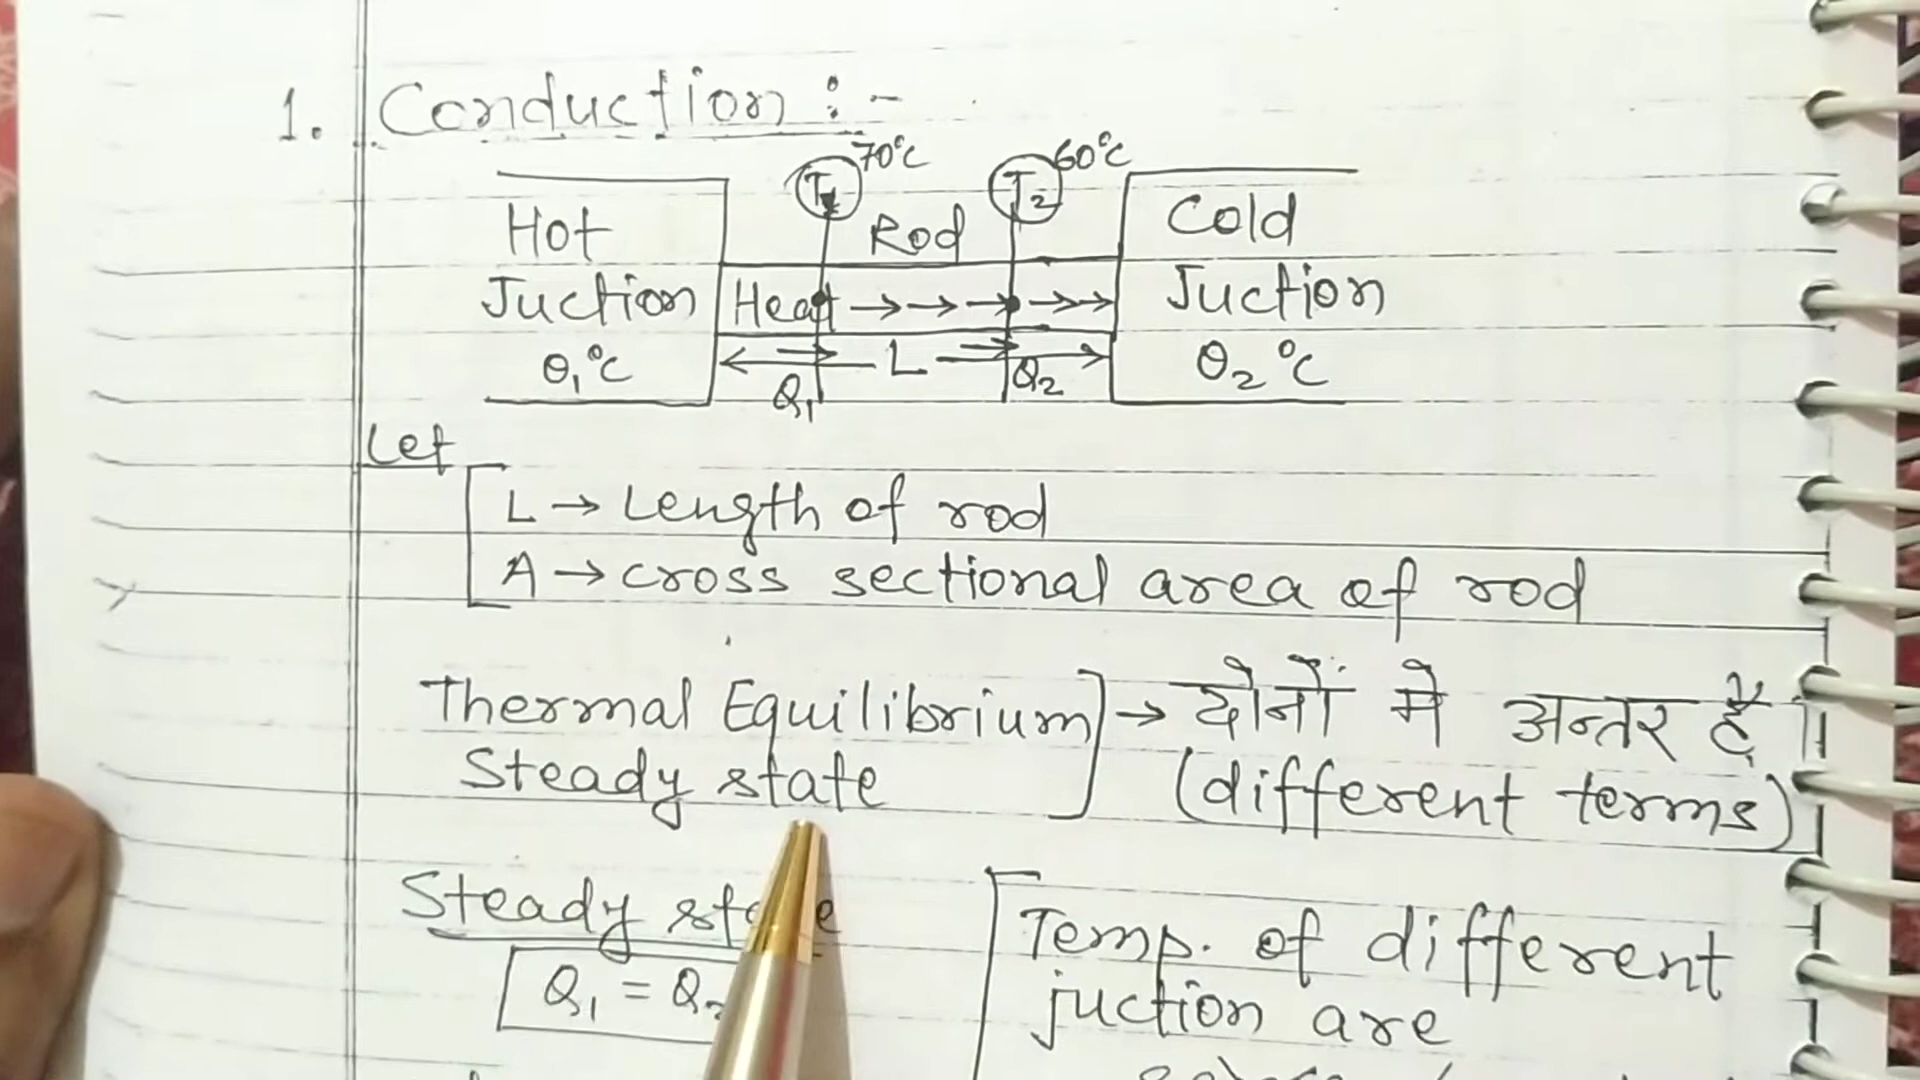 1. Conduction :-
70°C 60°C
T1 T2
Hot Rod Cold
Juction Heat →→→ →→> Juction
θ1°C L θ2 °C
Q1 Q2
Let
L → Length of rod
A → cross sectional area of rod
Thermal Equilibrium → दोनों मे अन्तर है।
Steady state (different terms)
Steady state Temp. of different
Q1 = Q2 juction are